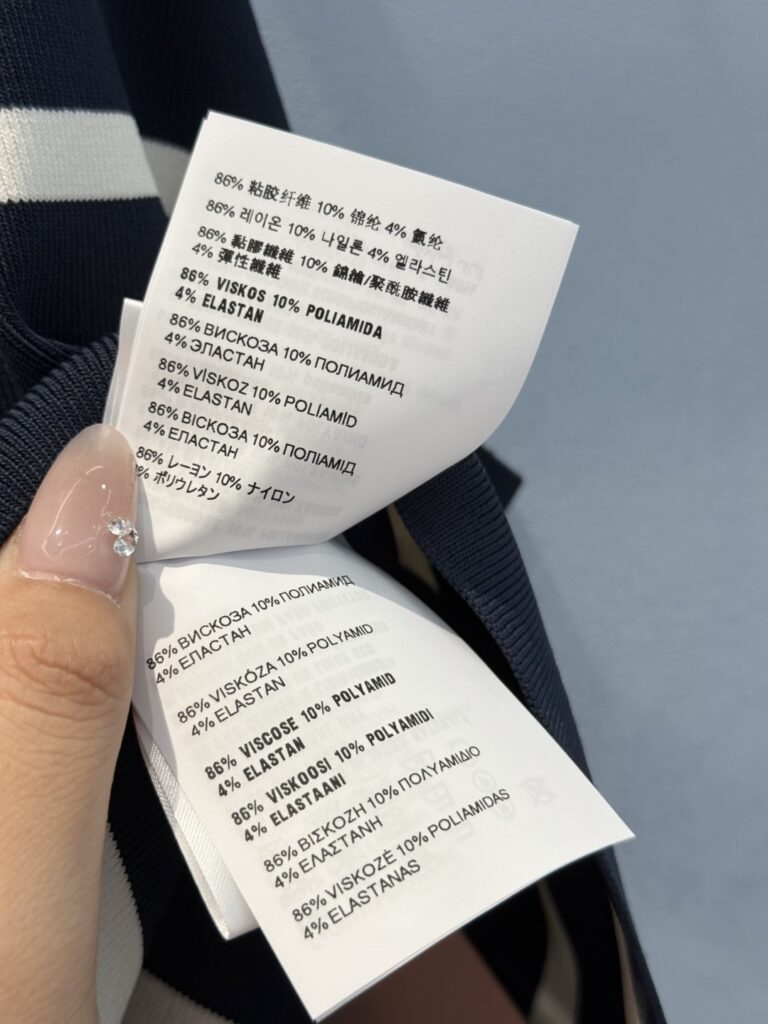 86% 粘胶纤维 10% 锦纶 4% 氨纶
86% 레이온 10% 나일론 4% 엘라스틴
86% 黏膠纖維 10% 錦綸/聚酰胺纖維
4% 彈性纖維
86% VISKOS 10% POLIAMIDA
4% ELASTAN
86% ВИСКОЗА 10% ПОЛИАМИД
4% ЭЛАСТАН
86% VİSKOZ 10% POLİAMİD
4% ELASTAN
86% ВІСКОЗА 10% ПОЛІАМІД
4% ЕЛАСТАН
86% レーヨン 10% ナイロン
% ポリウレタン
86% ВИСКОЗА 10% ПОЛИАМИД
4% ЕЛАСТАН
86% VISKÓZA 10% POLYAMID
4% ELASTAN
86% VISCOSE 10% POLYAMID
4% ELASTAN
86% VISKOOSI 10% POLYAMIDI
4% ELASTAANI
86% ΒΙΣΚΟΖΗ 10% ΠΟΛΥΑΜΙΔΙΟ
4% ΕΛΑΣΤΑΝΗ
86% VISKOZĖ 10% POLIAMIDAS
4% ELASTANAS